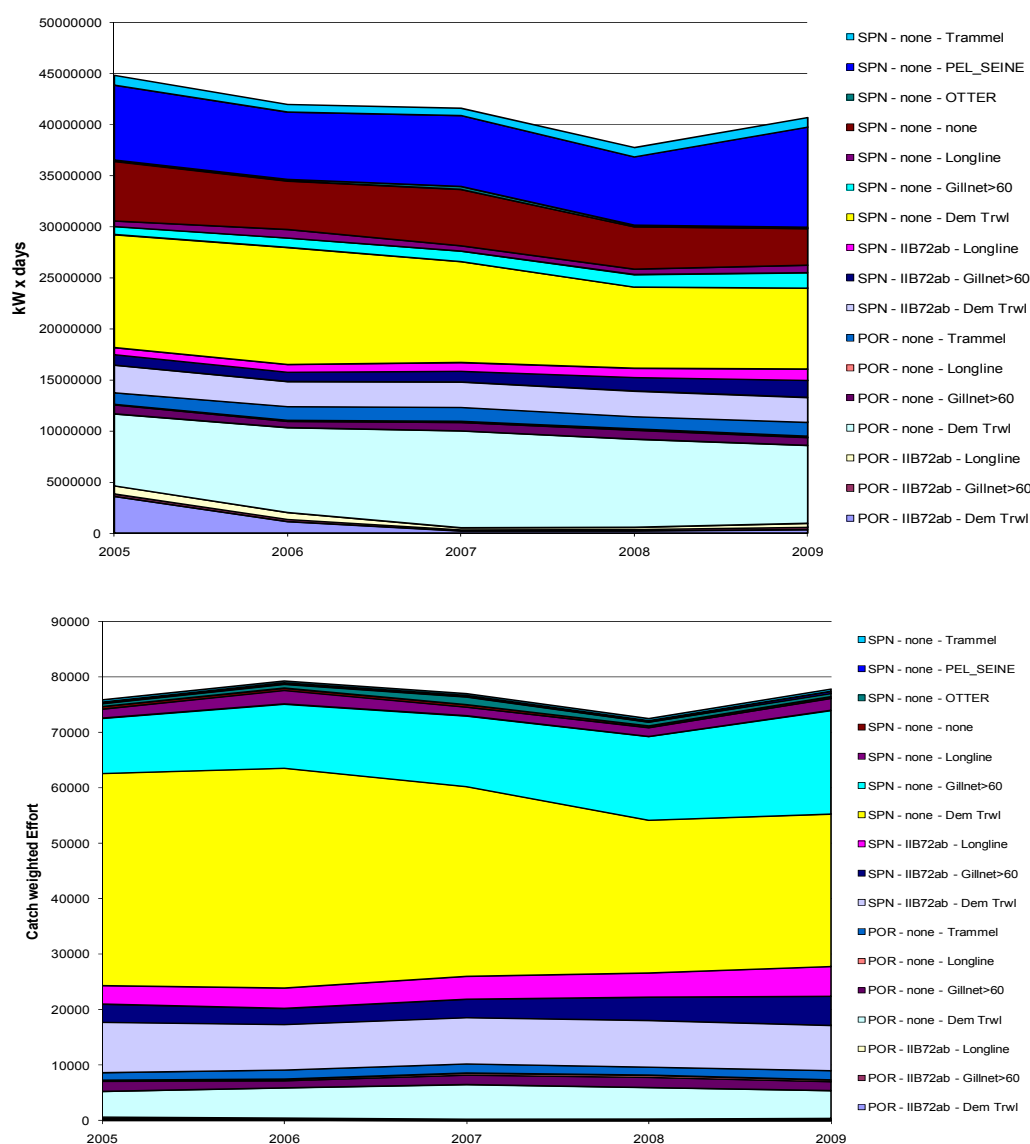 50000000
45000000
40000000
35000000
30000000
25000000
20000000
15000000
10000000
5000000
0
kW x days
2005 2006 2007 2008 2009
SPN - none - Trammel
SPN - none - PEL_SEINE
SPN - none - OTTER
SPN - none - none
SPN - none - Longline
SPN - none - Gillnet>60
SPN - none - Dem Trwl
SPN - IIB72ab - Longline
SPN - IIB72ab - Gillnet>60
SPN - IIB72ab - Dem Trwl
POR - none - Trammel
POR - none - Longline
POR - none - Gillnet>60
POR - none - Dem Trwl
POR - IIB72ab - Longline
POR - IIB72ab - Gillnet>60
POR - IIB72ab - Dem Trwl
90000
80000
70000
60000
50000
40000
30000
20000
10000
0
Catch weighted Effort
2005 2006 2007 2008 2009
SPN - none - Trammel
SPN - none - PEL_SEINE
SPN - none - OTTER
SPN - none - none
SPN - none - Longline
SPN - none - Gillnet>60
SPN - none - Dem Trwl
SPN - IIB72ab - Longline
SPN - IIB72ab - Gillnet>60
SPN - IIB72ab - Dem Trwl
POR - none - Trammel
POR - none - Longline
POR - none - Gillnet>60
POR - none - Dem Trwl
POR - IIB72ab - Longline
POR - IIB72ab - Gillnet>60
POR - IIB72ab - Dem Trwl